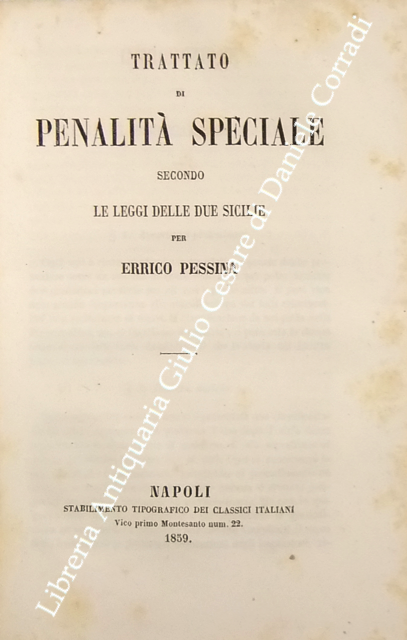 TRATTATO
DI
PENALITÀ SPECIALE
SECONDO
LE LEGGI DELLE DUE SICILIE
PER
ERRICO PESSINA
NAPOLI
STABILIMENTO TIPOGRAFICO DEI CLASSICI ITALIANI
Vico primo Montesanto num. 22.
1859.
Libreria Antiquaria Giulio Cesare di Daniele Corradi